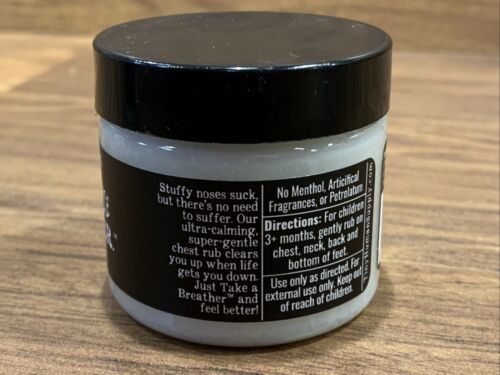 Stuffy noses suck,
but there's no need
to suffer. Our
ultra-calming,
super-gentle
chest rub clears
you up when life
gets you down.
Just Take a
Breather™ and
feel better!
No Menthol, Articifical
Fragrances, or Petrolatum
Directions: For children
3+ months, gently rub on
chest, neck, back and
bottom of feet.
Use only as directed. For
external use only. Keep out
of reach of children.
TinyHumanSupply.com